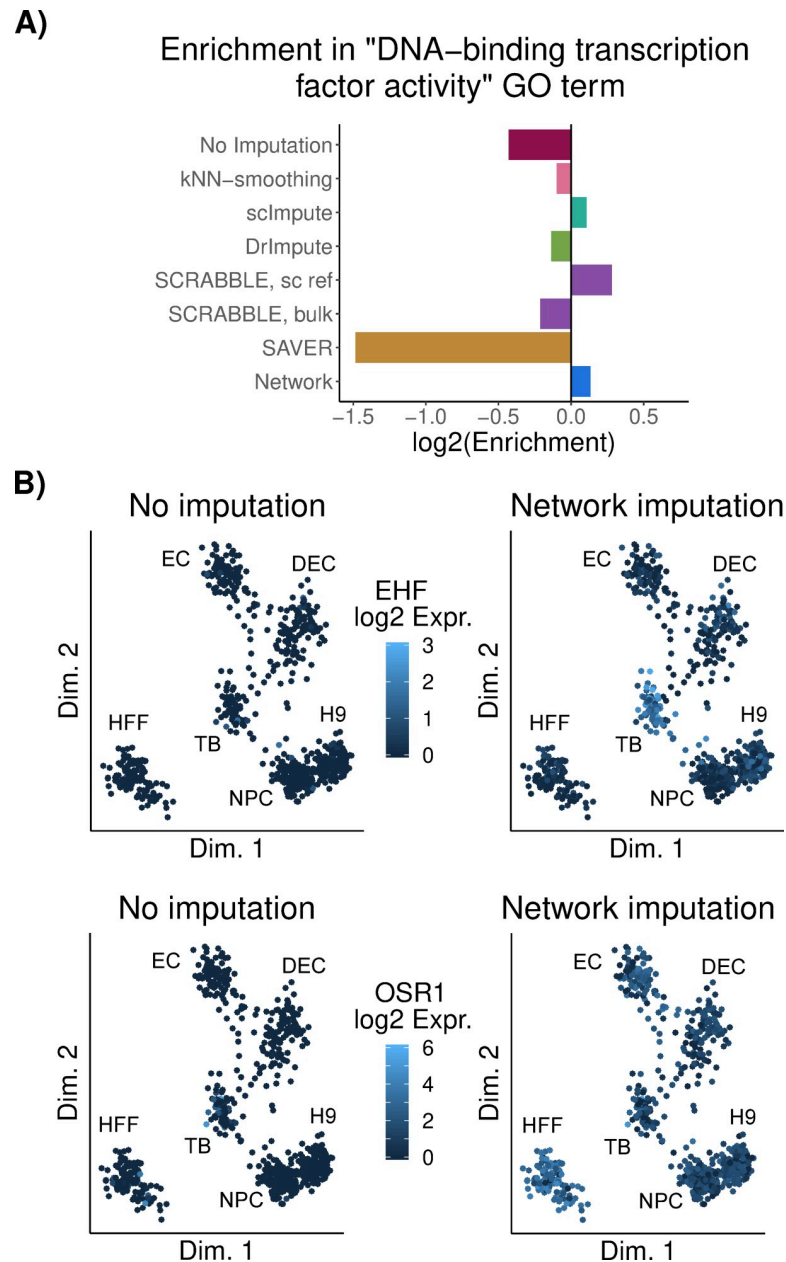 A)
Enrichment in "DNA−binding transcription
factor activity" GO term
No Imputation
kNN−smoothing
scImpute
DrImpute
SCRABBLE, sc ref
SCRABBLE, bulk
SAVER
Network
−1.5 −1.0 −0.5 0.0 0.5
log2(Enrichment)
B)
No imputation
EC
DEC
HFF
TB
H9
NPC
Dim. 2
Dim. 1
EHF
log2 Expr.
3
2
1
0
Network imputation
EC
DEC
HFF
TB
H9
NPC
Dim. 2
Dim. 1
No imputation
EC
DEC
HFF
TB
H9
NPC
Dim. 2
Dim. 1
OSR1
log2 Expr.
6
4
2
0
Network imputation
EC
DEC
HFF
TB
H9
NPC
Dim. 2
Dim. 1